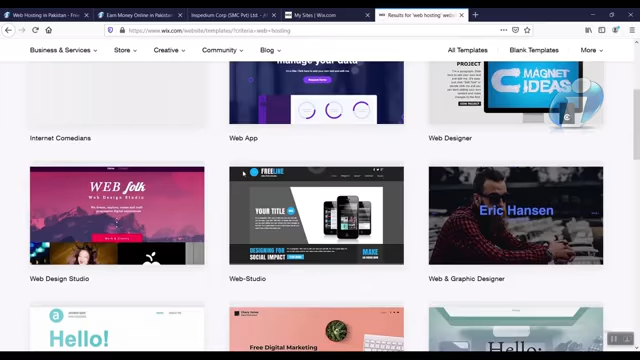 Web Hosting in Pakistan - Free
Earn Money Online in Pakistan
Inspedium Corp (SMC Pvt) Ltd. -
My Sites | Wix.com
Results for 'web hosting' webs
https://www.wix.com/website/templates/?criteria=web+hosting
Business & Services
Store
Creative
Community
Blog
All Templates
Blank Templates
More
PROJECT
MAGNET
IDEAS
Internet Comedians
Web App
Web Designer
WEB folk
Web Design Studio
FREELINE
YOUR TITLE
DESIGNING FOR
SOCIAL IMPACT
MAKE
Eric Hansen
Web Design Studio
Web-Studio
Web & Graphic Designer
a
Hello!
Free Digital Marketing
Hello: